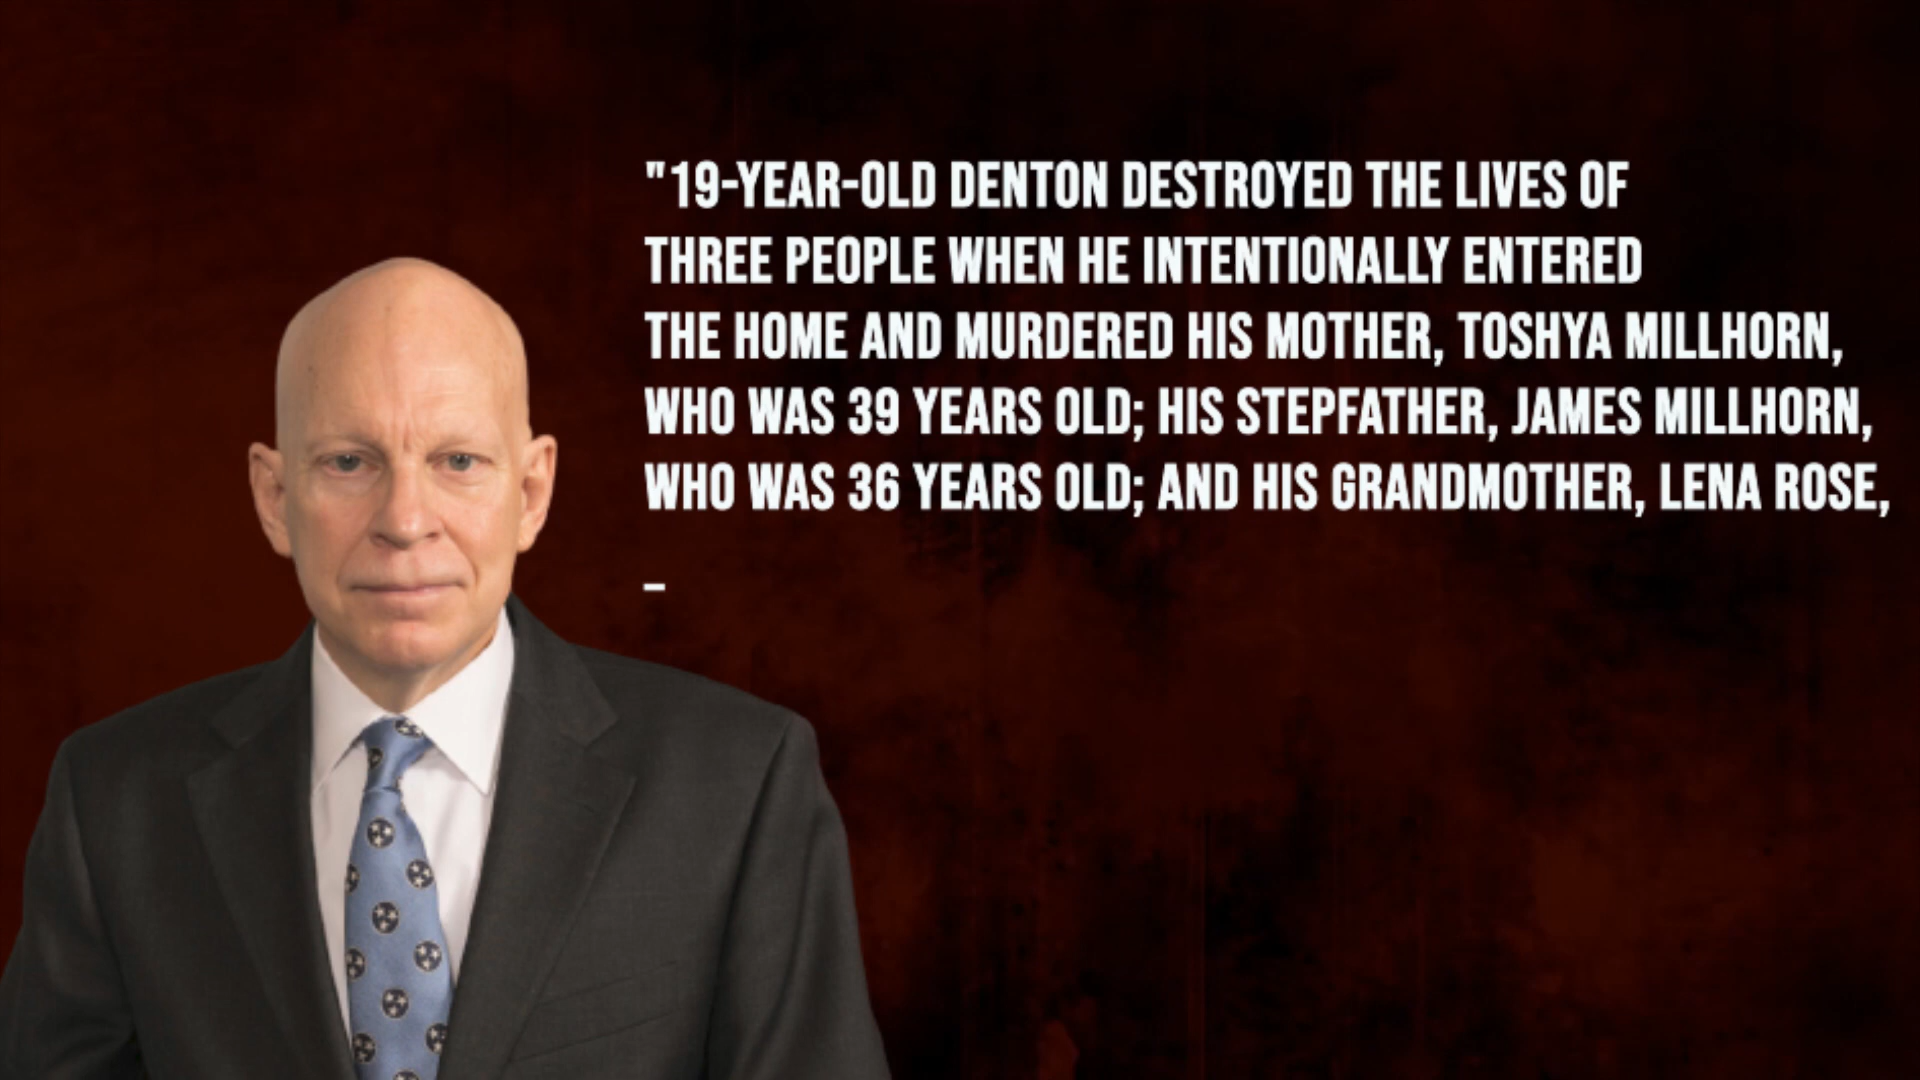 "19-YEAR-OLD DENTON DESTROYED THE LIVES OF
THREE PEOPLE WHEN HE INTENTIONALLY ENTERED
THE HOME AND MURDERED HIS MOTHER, TOSHYA MILLHORN,
WHO WAS 39 YEARS OLD; HIS STEPFATHER, JAMES MILLHORN,
WHO WAS 36 YEARS OLD; AND HIS GRANDMOTHER, LENA ROSE,
-